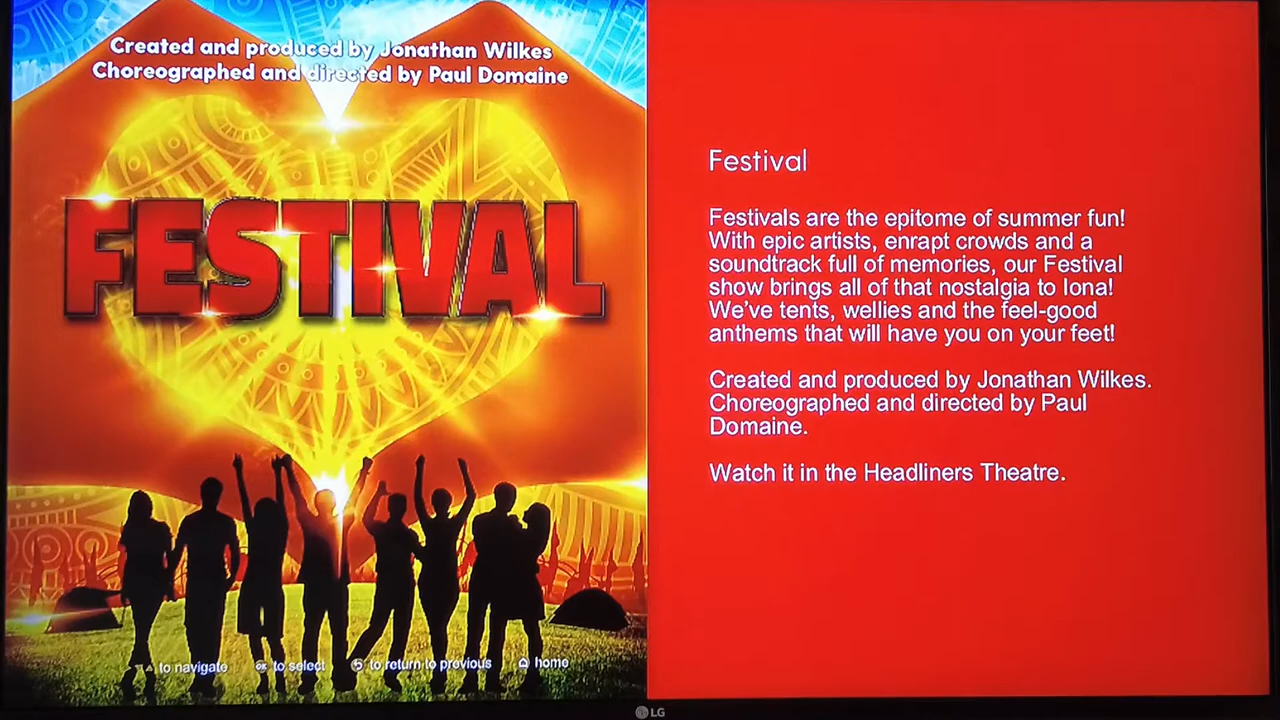 Created and produced by Jonathan Wilkes
Choreographed and directed by Paul Domaine
FESTIVAL
to navigate OK to select to return to previous home
Festival
Festivals are the epitome of summer fun!
With epic artists, enrapt crowds and a
soundtrack full of memories, our Festival
show brings all of that nostalgia to Iona!
We've tents, wellies and the feel-good
anthems that will have you on your feet!
Created and produced by Jonathan Wilkes.
Choreographed and directed by Paul
Domaine.
Watch it in the Headliners Theatre.
LG